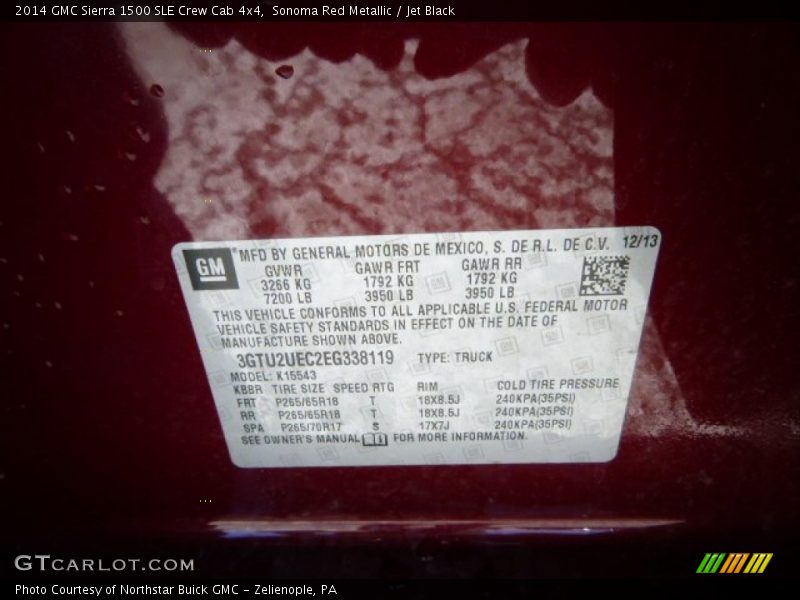 2014 GMC Sierra 1500 SLE Crew Cab 4x4, Sonoma Red Metallic / Jet Black
GM
MFD BY GENERAL MOTORS DE MEXICO, S. DE R.L. DE C.V. 12/13
GVWR GAWR FRT GAWR RR
3266 KG 1792 KG 1792 KG
7200 LB 3950 LB 3950 LB
THIS VEHICLE CONFORMS TO ALL APPLICABLE U.S. FEDERAL MOTOR
VEHICLE SAFETY STANDARDS IN EFFECT ON THE DATE OF
MANUFACTURE SHOWN ABOVE.
3GTU2UEC2EG338119 TYPE: TRUCK
MODEL: K15543
KBBR TIRE SIZE SPEED RTG RIM COLD TIRE PRESSURE
FRT P265/65R18 T 18X8.5J 240KPA(35PSI)
RR P265/65R18 T 18X8.5J 240KPA(35PSI)
SPA P265/70R17 S 17X7J 240KPA(35PSI)
SEE OWNER'S MANUAL FOR MORE INFORMATION.
GTCARLOT.COM
Photo Courtesy of Northstar Buick GMC - Zelienople, PA